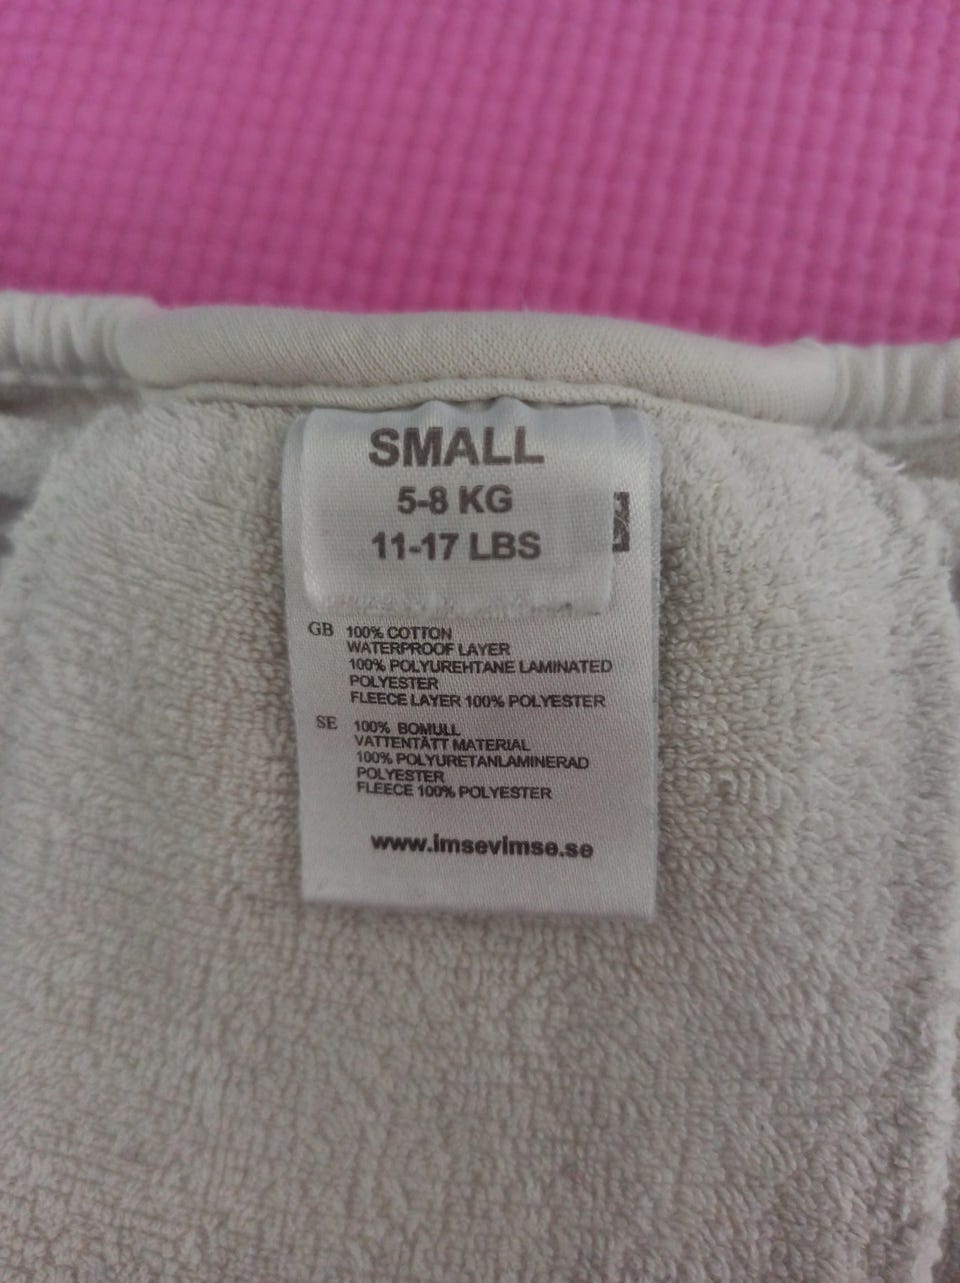 SMALL
5-8 KG
11-17 LBS
GB 100% COTTON
WATERPROOF LAYER
100% POLYUREHTANE LAMINATED
POLYESTER
FLEECE LAYER 100% POLYESTER
SE 100% BOMULL
VATTENTÄTT MATERIAL
100% POLYURETANLAMINERAD
POLYESTER
FLEECE 100% POLYESTER
www.imsevimse.se